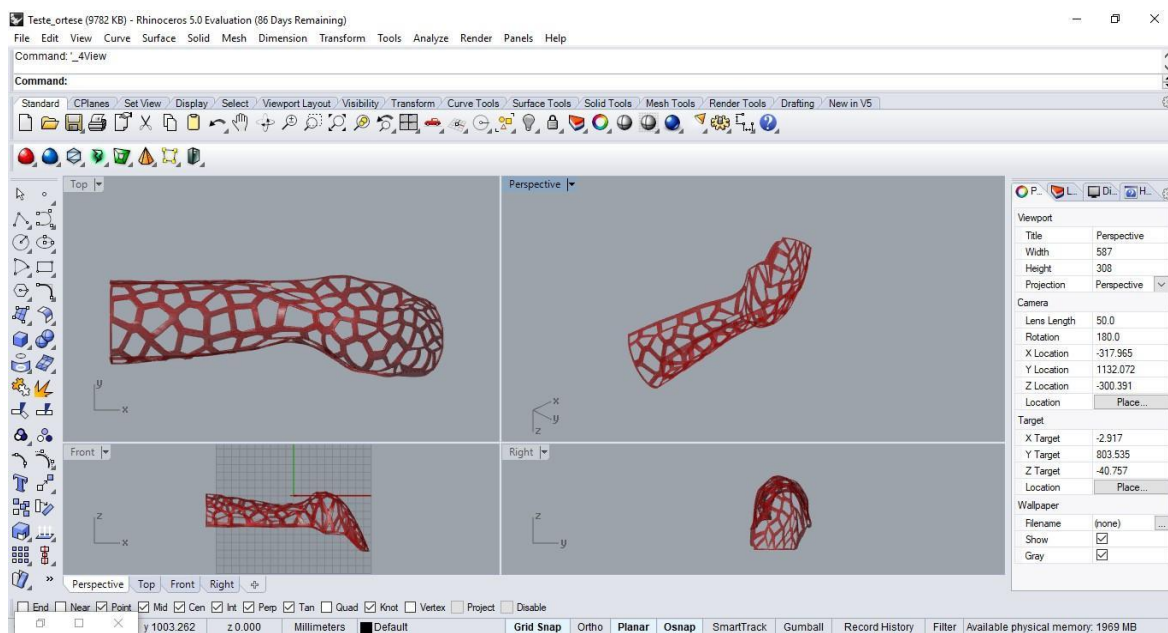 Teste_ortese (9782 KB) - Rhinoceros 5.0 Evaluation (86 Days Remaining)
File Edit View Curve Surface Solid Mesh Dimension Transform Tools Analyze Render Panels Help
Command: '_4View
Command:
Standard CPlanes Set View Display Select Viewport Layout Visibility Transform Curve Tools Surface Tools Solid Tools Mesh Tools Render Tools Drafting New in V5
Top
Perspective
P... L... Di... H...
Viewport
Title Perspective
Width 587
Height 308
Projection Perspective
Camera
Lens Length 50.0
Rotation 180.0
X Location -317.965
Y Location 1132.072
Z Location -300.391
Location Place...
Target
X Target -2.917
Y Target 803.535
Z Target -40.757
Location Place...
Wallpaper
Filename (none) ...
Show
Gray
y
x
x
y
z
Front
Right
z
x
z
y
Perspective Top Front Right
End Near Point Mid Cen Int Perp Tan Quad Knot Vertex Project Disable
y 1003.262 z 0.000 Millimeters Default Grid Snap Ortho Planar Osnap SmartTrack Gumball Record History Filter Available physical memory: 1969 MB